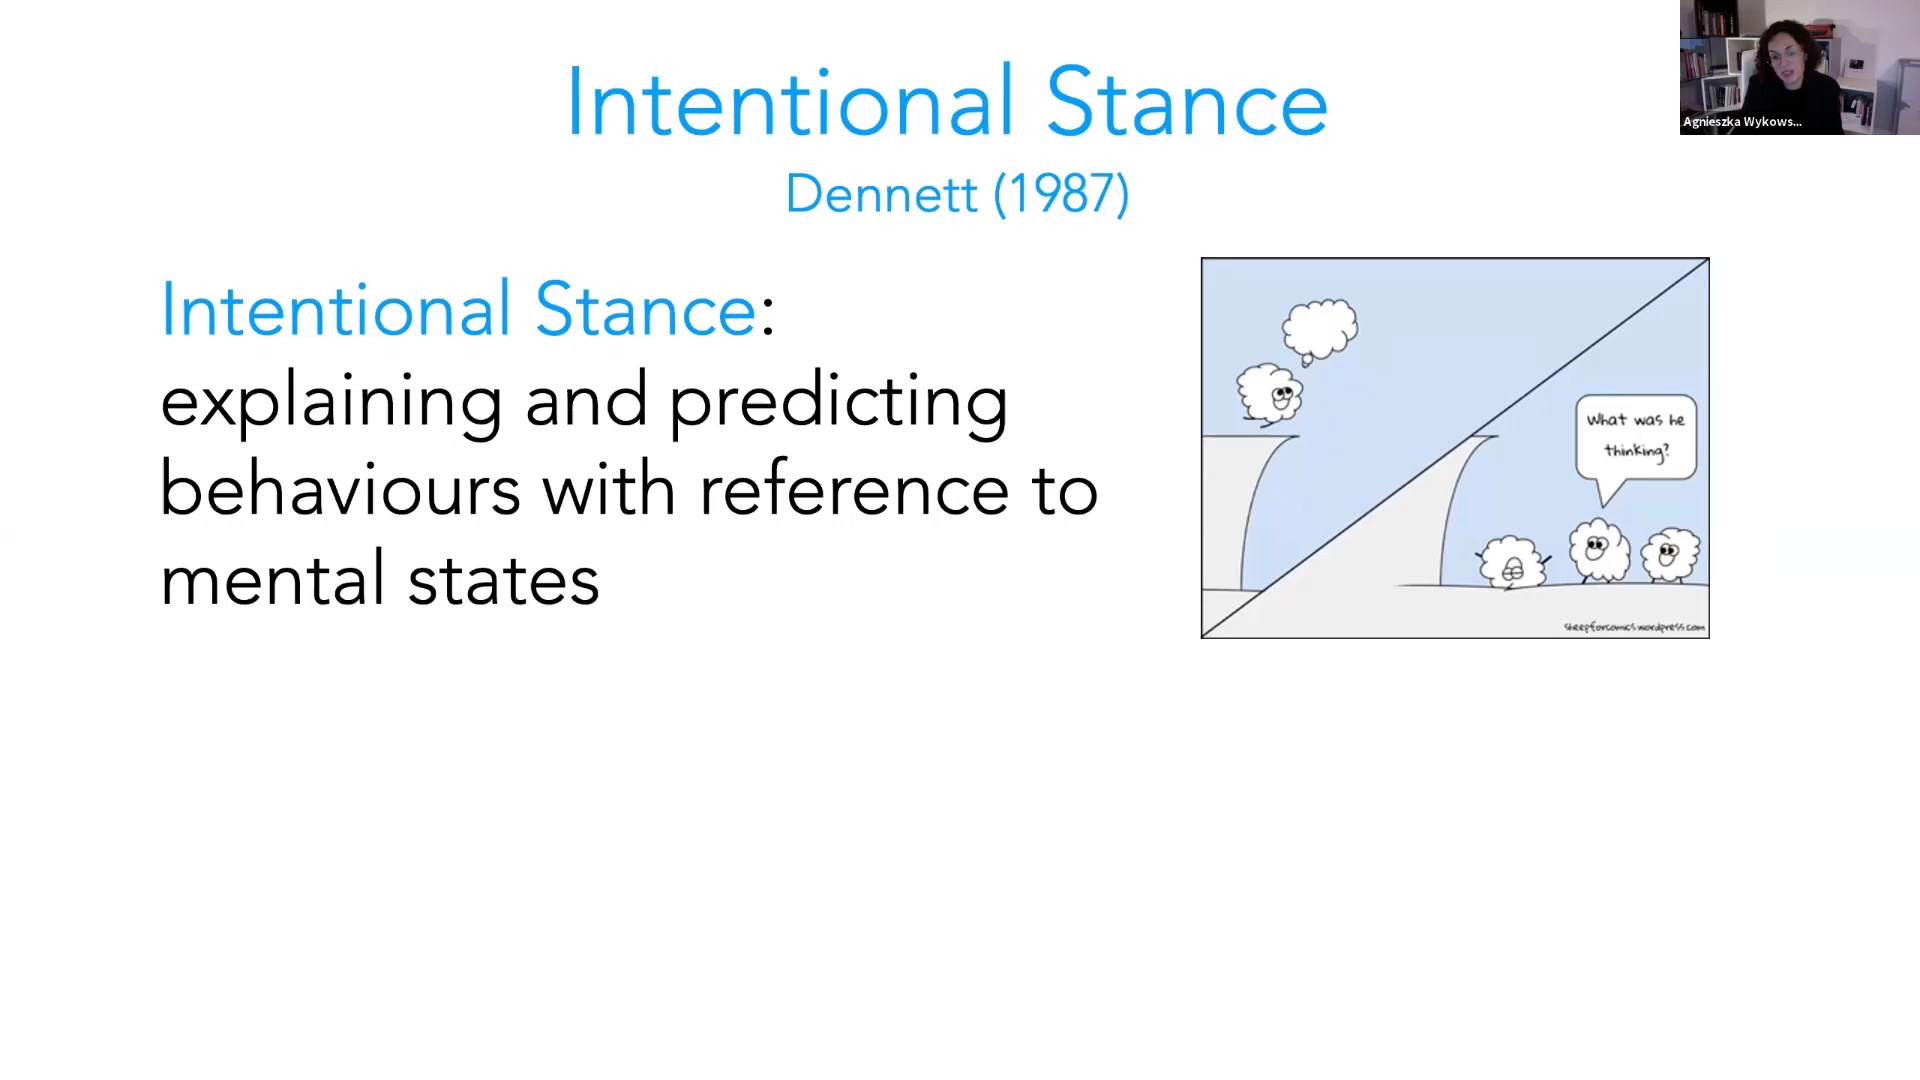 Intentional Stance
Dennett (1987)
Agnieszka Wykows...
Intentional Stance:
explaining and predicting
behaviours with reference to
mental states
What was he
thinking?
sheepforcomics.wordpress.com